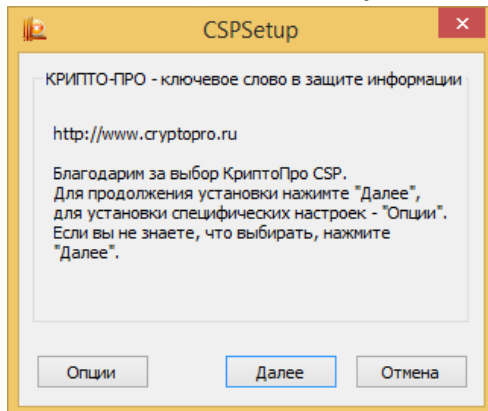 CSPSetup
КРИПТО-ПРО - ключевое слово в защите информации
http://www.cryptopro.ru
Благодарим за выбор КриптоПро CSP.
Для продолжения установки нажмите "Далее",
для установки специфических настроек - "Опции".
Если вы не знаете, что выбирать, нажмите
"Далее".
Опции Далее Отмена